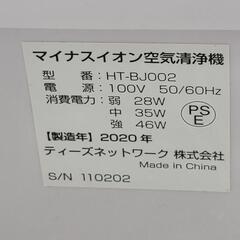 マイナスイオン空気清浄機
型　番： HT-BJ002
電　源： 100V　50/60Hz
消費電力： 弱　28W
中　35W
強　46W
PS
E
【製造年】2020年
ティーズネットワーク 株式会社
Made in China
S/N 110202